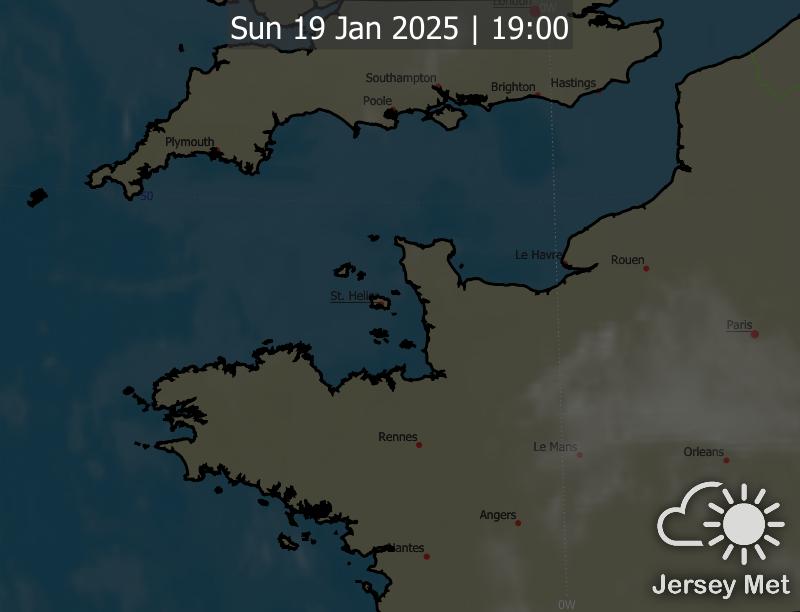 London
0W
Sun 19 Jan 2025 | 19:00
Southampton
Brighton
Hastings
Poole
Plymouth
50
Le Havre
Rouen
St. Helier
Paris
Rennes
Le Mans
Orleans
Angers
Nantes
Jersey Met
0W